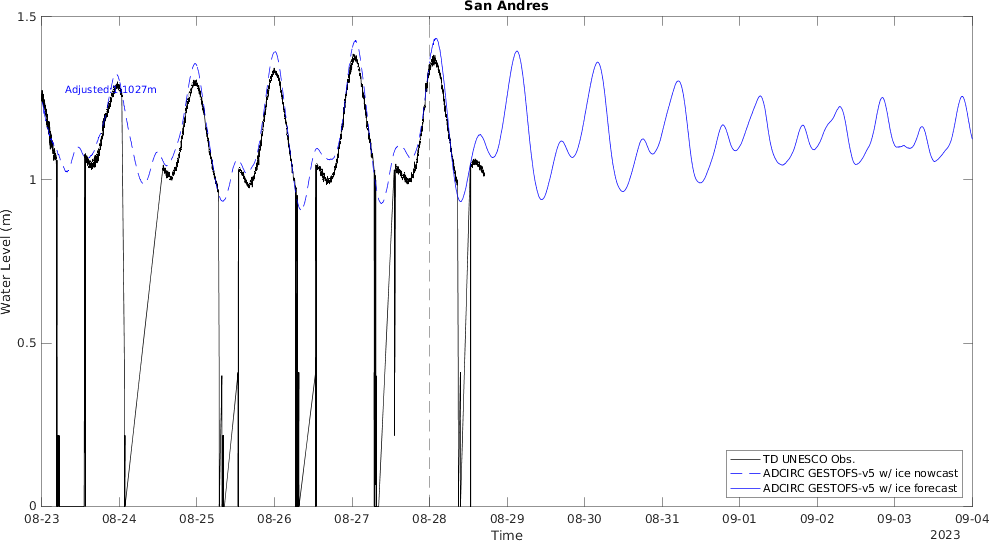 San Andres
1.5
Adjusted: 1027m
1
0.5
0
Water Level (m)
08-23 08-24 08-25 08-26 08-27 08-28 08-29 08-30 08-31 09-01 09-02 09-03 09-04
Time
2023
TD UNESCO Obs.
ADCIRC GESTOFS-v5 w/ ice nowcast
ADCIRC GESTOFS-v5 w/ ice forecast